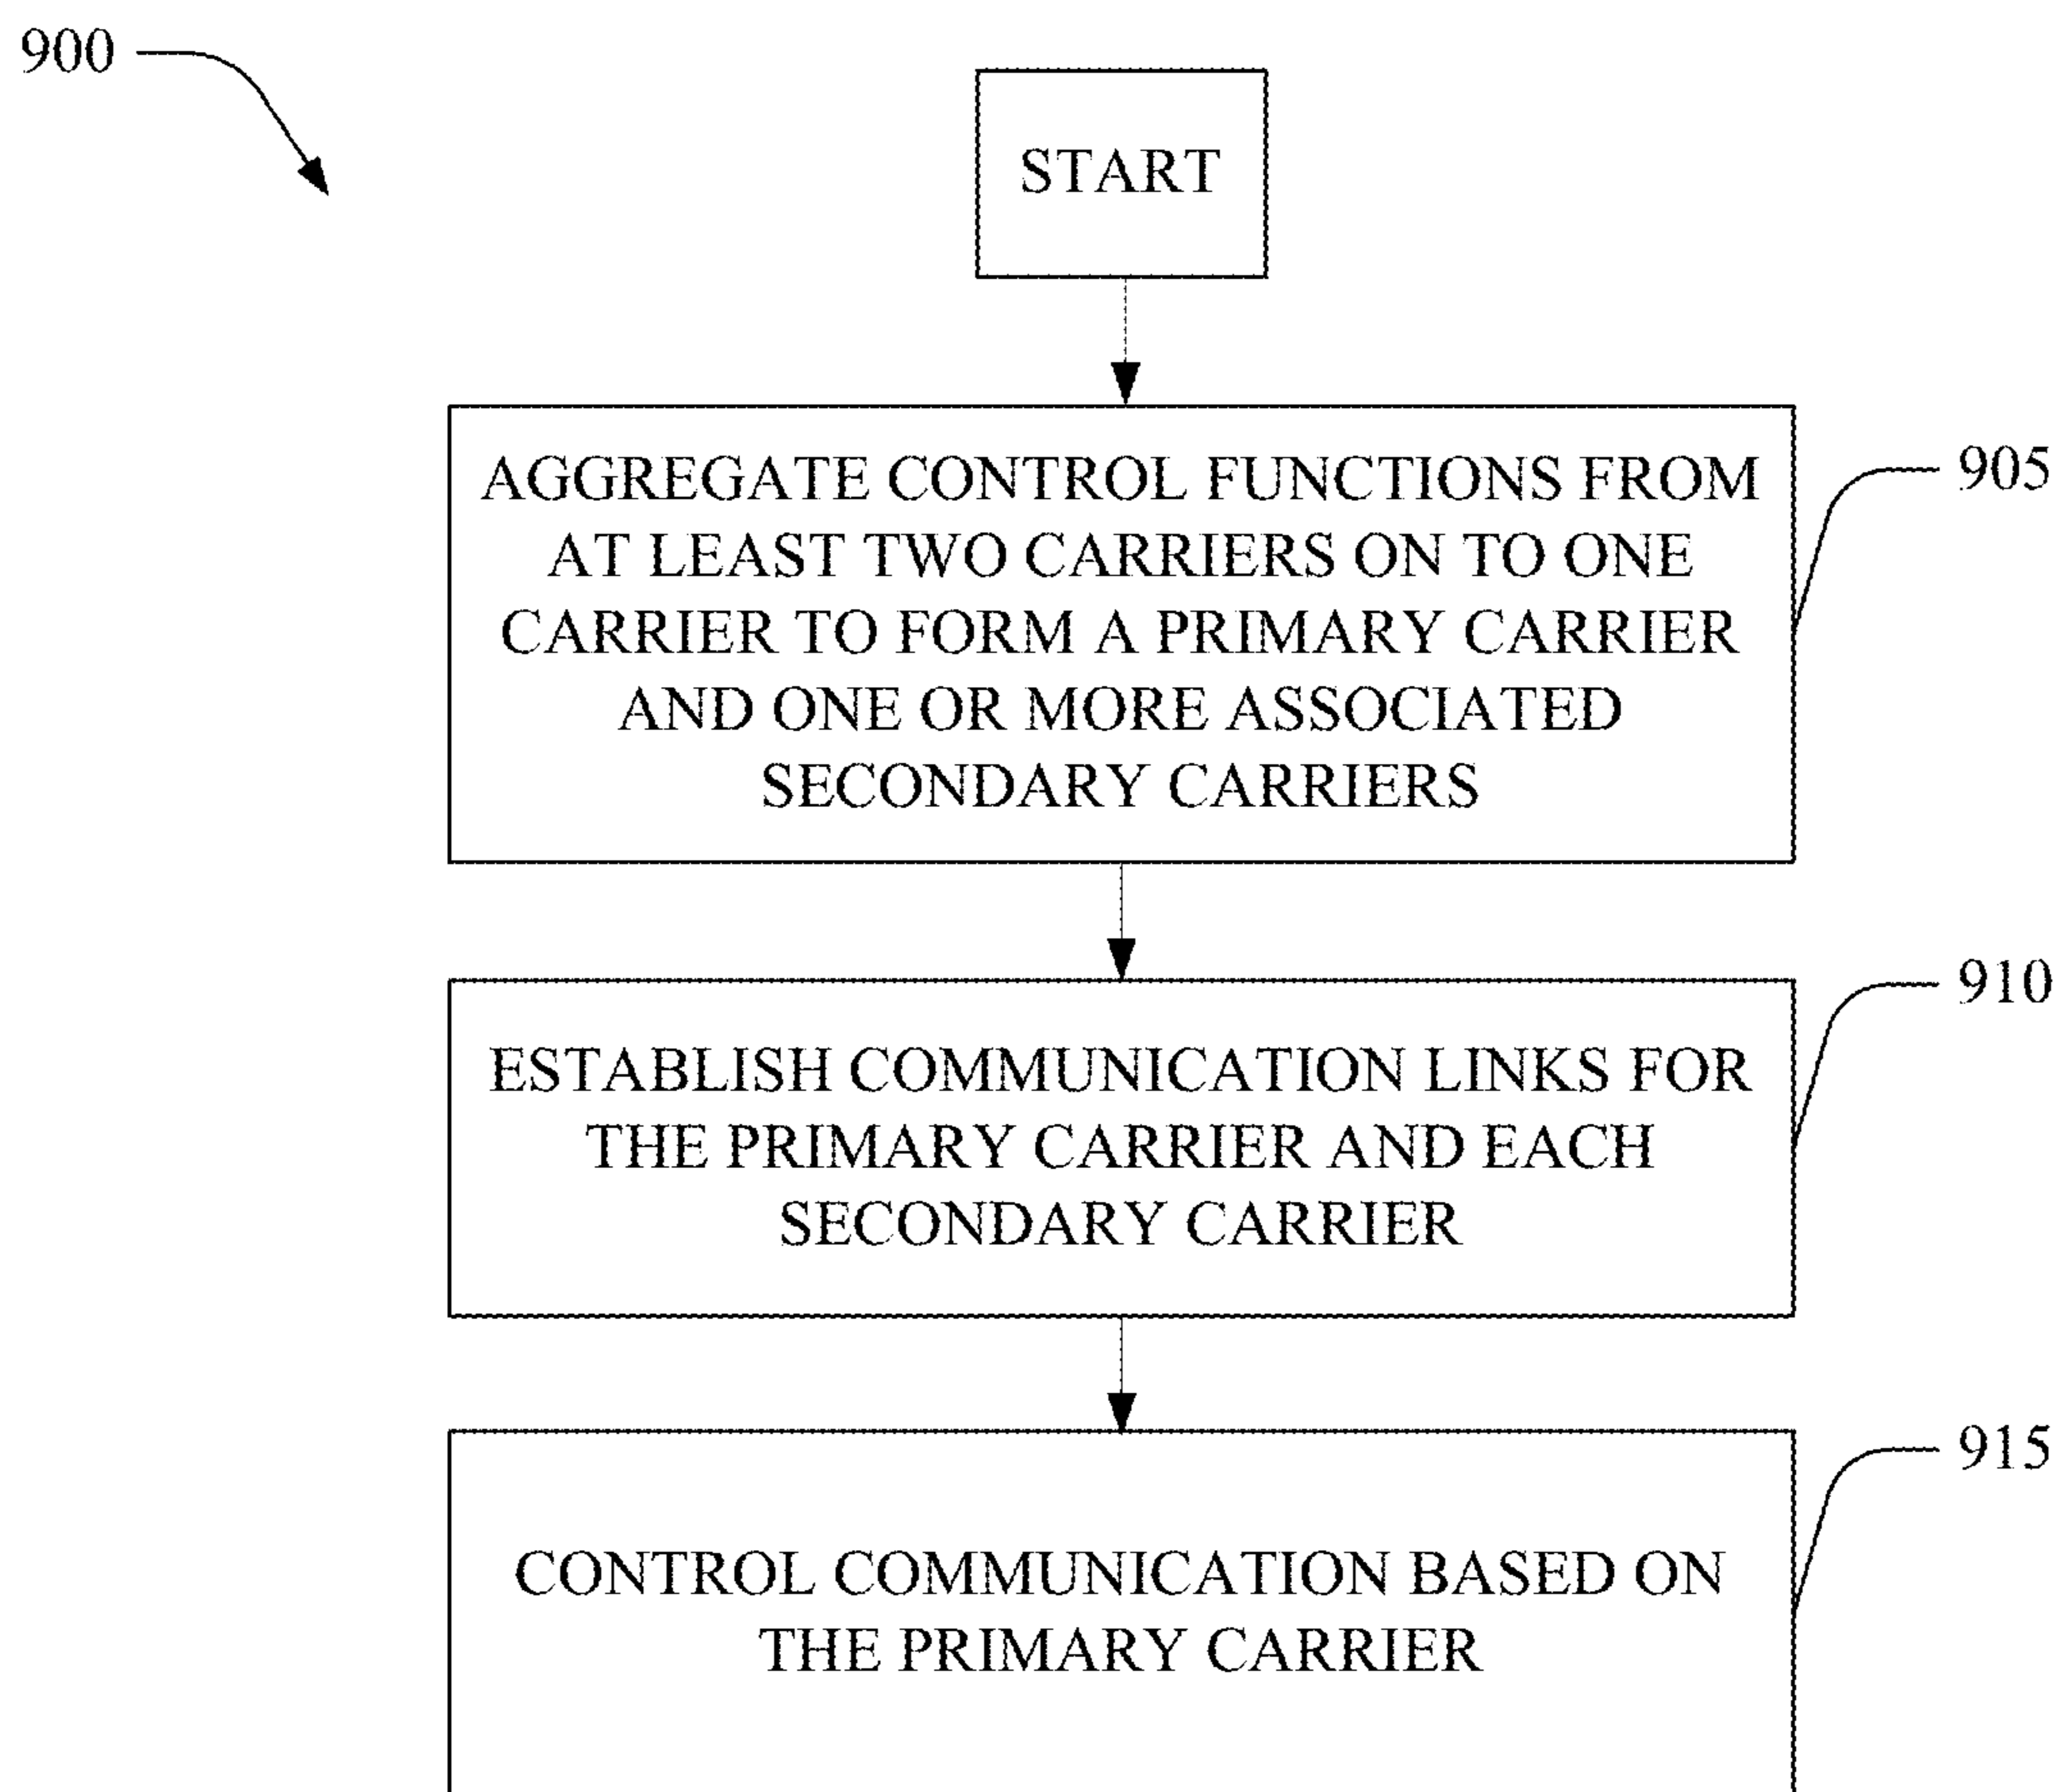 900
START
AGGREGATE CONTROL FUNCTIONS FROM
AT LEAST TWO CARRIERS ON TO ONE
CARRIER TO FORM A PRIMARY CARRIER
AND ONE OR MORE ASSOCIATED
SECONDARY CARRIERS
905
ESTABLISH COMMUNICATION LINKS FOR
THE PRIMARY CARRIER AND EACH
SECONDARY CARRIER
910
CONTROL COMMUNICATION BASED ON
THE PRIMARY CARRIER
915